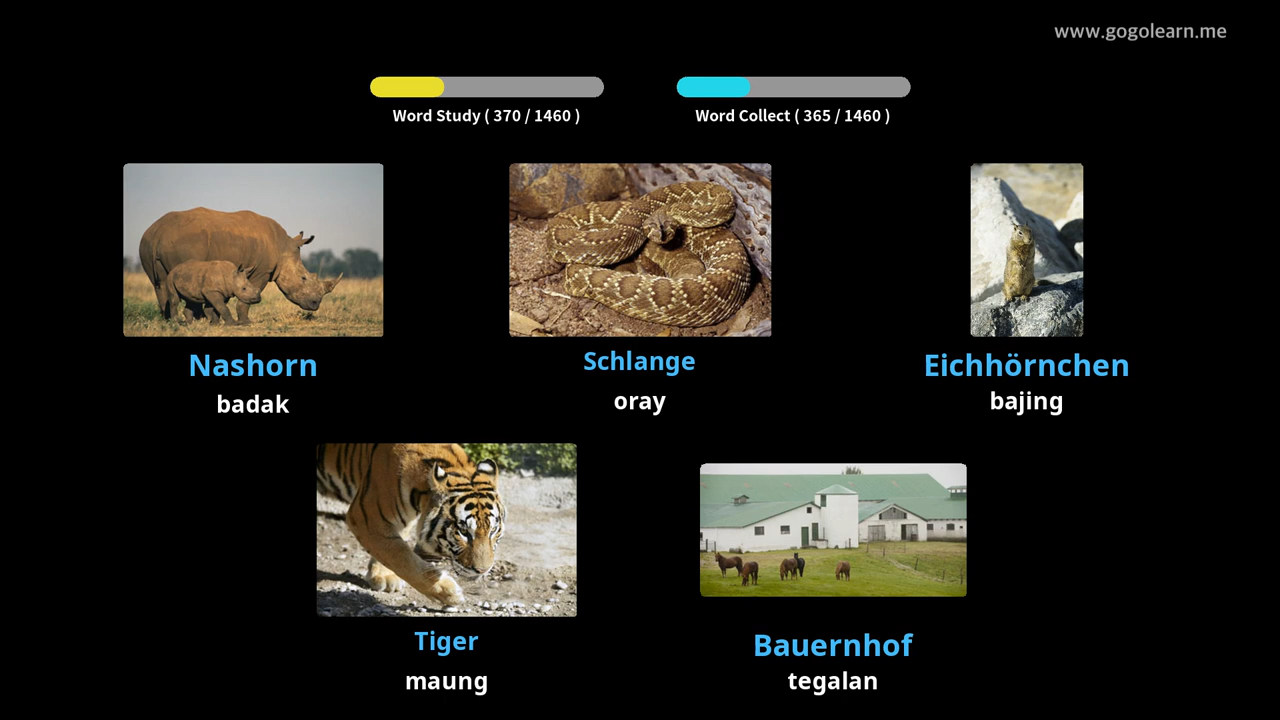 www.gogolearn.me
Word Study ( 370 / 1460 )
Word Collect ( 365 / 1460 )
Nashorn
badak
Schlange
oray
Eichhörnchen
bajing
Tiger
maung
Bauernhof
tegalan